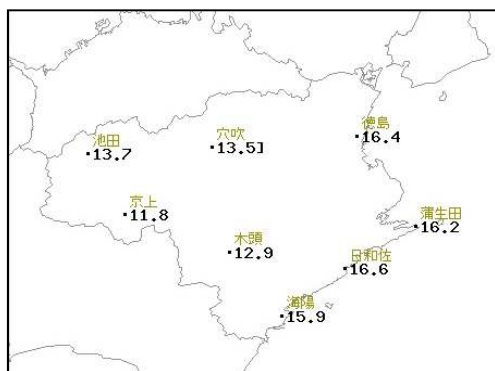 徳島
16.4
穴吹
13.5]
池田
13.7
京上
11.8
蒲生田
16.2
木頭
12.9
日和佐
16.6
海陽
15.9